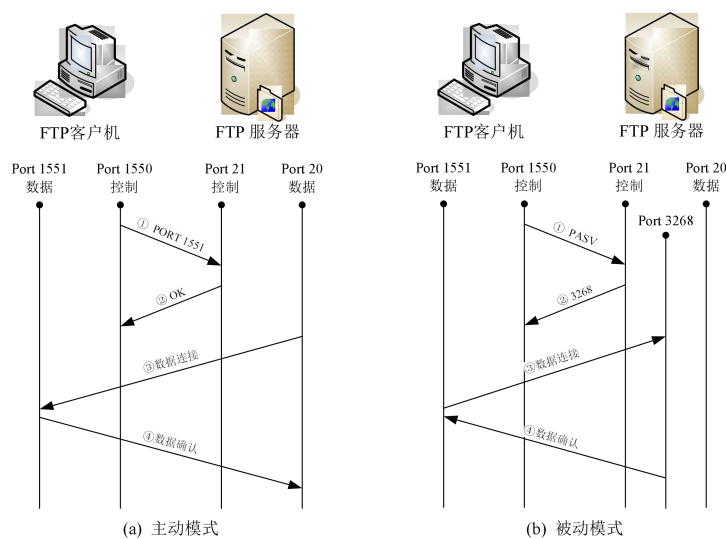 FTP客户机
FTP 服务器
Port 1551
数据
Port 1550
控制
Port 21
控制
Port 20
数据
① PORT 1551
② OK
③数据连接
④数据确认
(a) 主动模式
FTP客户机
FTP 服务器
Port 1551
数据
Port 1550
控制
Port 21
控制
Port 20
数据
Port 3268
① PASV
② 3268
③数据连接
④数据确认
(b) 被动模式